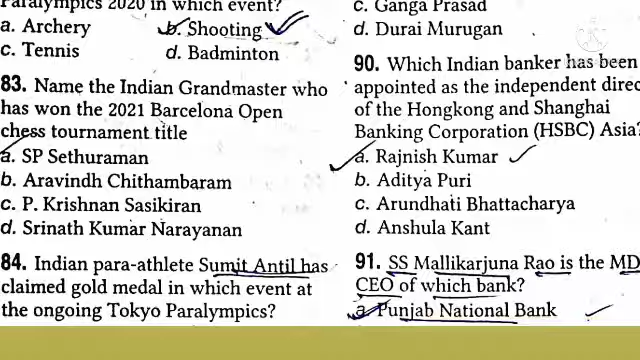 Paralympics 2020 in which event?
a. Archery b. Shooting
c. Tennis d. Badminton
83. Name the Indian Grandmaster who
has won the 2021 Barcelona Open
chess tournament title
a. SP Sethuraman
b. Aravindh Chithambaram
c. P. Krishnan Sasikiran
d. Srinath Kumar Narayanan
84. Indian para-athlete Sumit Antil has
claimed gold medal in which event at
the ongoing Tokyo Paralympics?
c. Ganga Prasad
d. Durai Murugan
90. Which Indian banker has been
appointed as the independent direc
of the Hongkong and Shanghai
Banking Corporation (HSBC) Asia?
a. Rajnish Kumar
b. Aditya Puri
c. Arundhati Bhattacharya
d. Anshula Kant
91. SS Mallikarjuna Rao is the MD
CEO of which bank?
a. Punjab National Bank